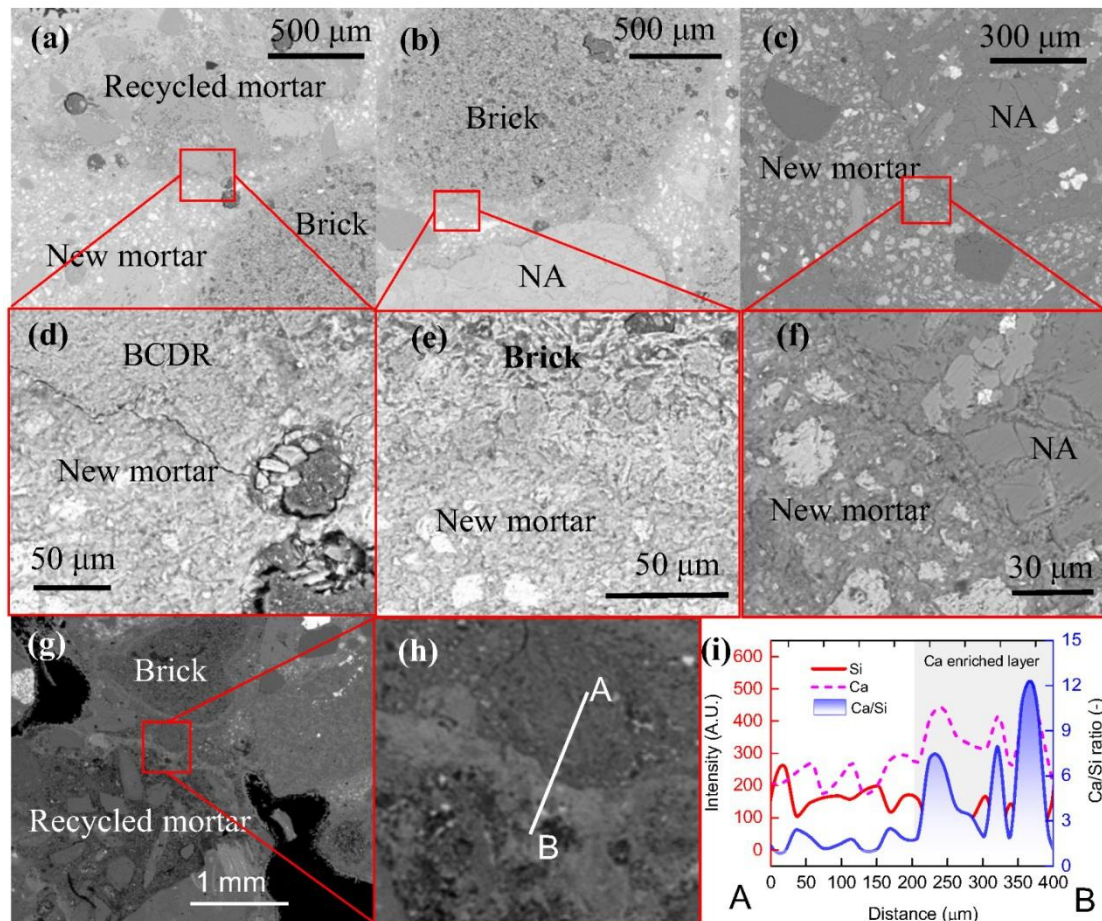 (a)
500 μm
Recycled mortar
Brick
New mortar
(b)
500 μm
Brick
NA
(c)
300 μm
NA
New mortar
(d)
BCDR
New mortar
50 μm
(e)
Brick
New mortar
50 μm
(f)
NA
New mortar
30 μm
(g)
Brick
Recycled mortar
1 mm
(h)
A
B
(i)
Si
Ca
Ca/Si
Ca enriched layer
Intensity (A.U.)
600
500
400
300
200
100
0
Ca/Si ratio (-)
15
12
9
6
3
0
0 50 100 150 200 250 300 350 400
A
Distance (μm)
B